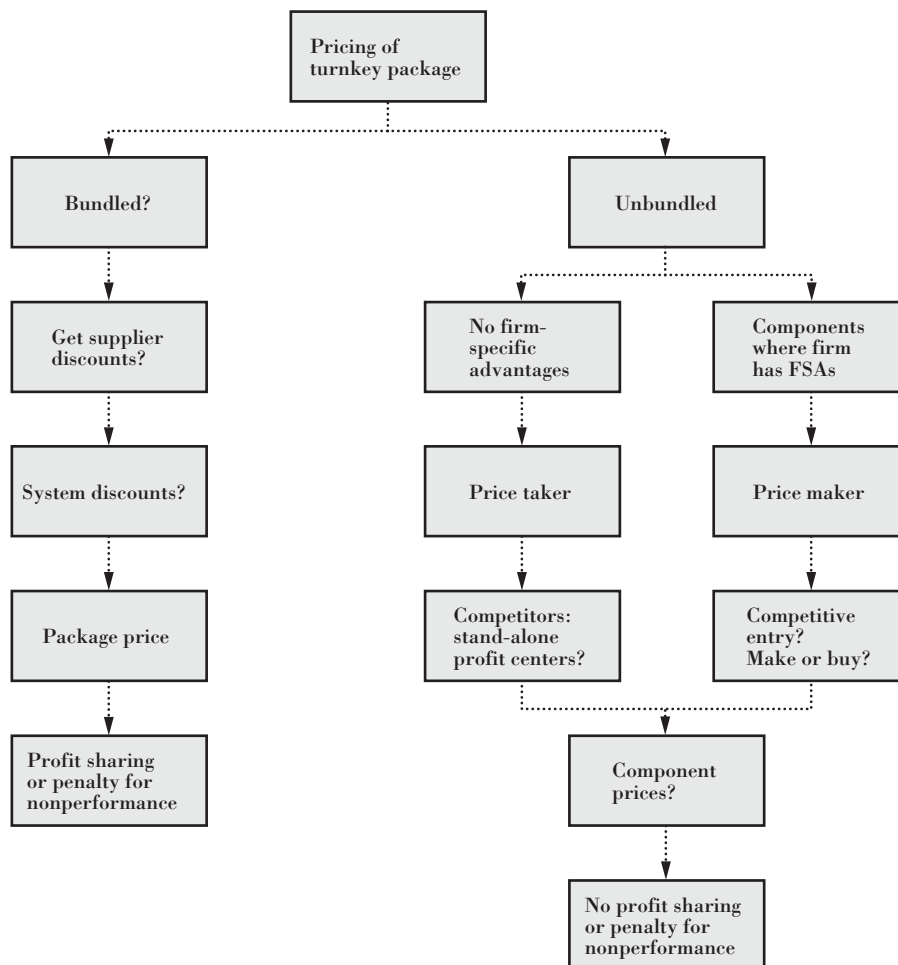 Pricing of
turnkey package
Bundled?
Unbundled
Get supplier
discounts?
No firm-
specific
advantages
Components
where firm
has FSAs
System discounts?
Price taker
Price maker
Package price
Competitors:
stand-alone
profit centers?
Competitive
entry?
Make or buy?
Profit sharing
or penalty for
nonperformance
Component
prices?
No profit sharing
or penalty for
nonperformance